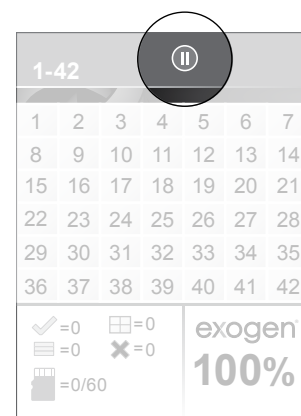 1-42
1 2 3 4 5 6 7
8 9 10 11 12 13 14
15 16 17 18 19 20 21
22 23 24 25 26 27 28
29 30 31 32 33 34 35
36 37 38 39 40 41 42
=0 =0
=0 =0
=0/60
exogen
100%